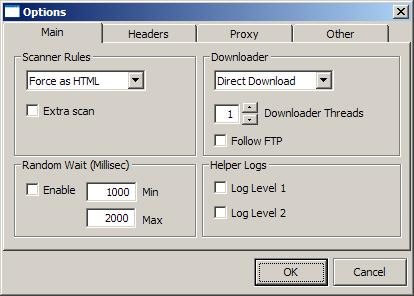 Options
Main Headers Proxy Other
Scanner Rules
Force as HTML
Extra scan
Downloader
Direct Download
1 Downloader Threads
Follow FTP
Random Wait (Millisec)
Enable 1000 Min
2000 Max
Helper Logs
Log Level 1
Log Level 2
OK Cancel